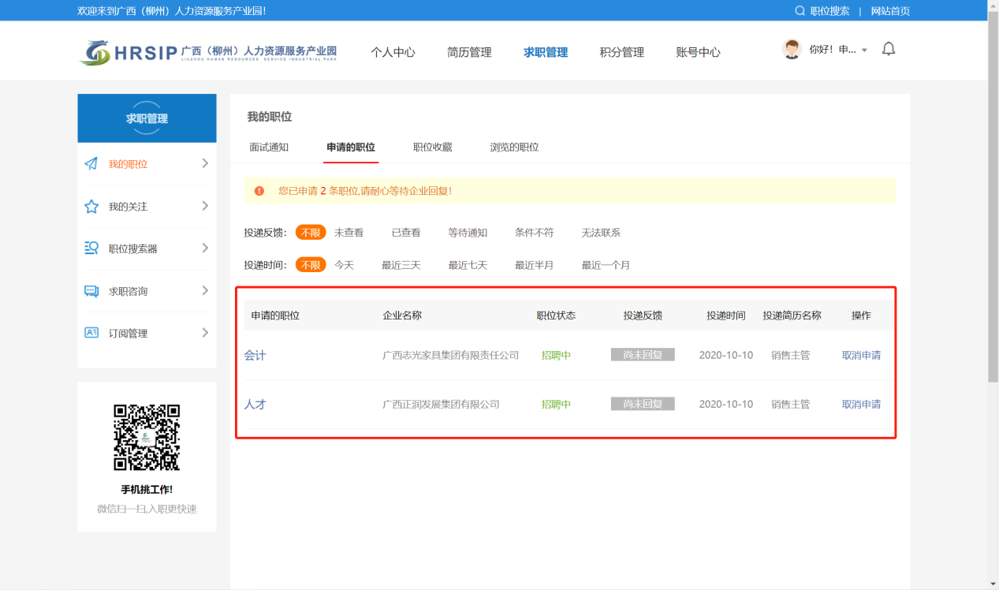 欢迎来到广西（柳州）人力资源服务产业园！
职位搜索 | 网站首页
HRSIP 广西（柳州）人力资源服务产业园
LIUZHOU HUMAN RESOURCES SERVICE INDUSTRIAL PARK
个人中心 简历管理 求职管理 积分管理 账号中心
你好！申...
求职管理
我的职位
我的关注
职位搜索器
求职咨询
订阅管理
手机挑工作!
微信扫一扫,入职更快速
我的职位
面试通知 申请的职位 职位收藏 浏览的职位
您已申请 2 条职位,请耐心等待企业回复！
投递反馈： 不限 未查看 已查看 等待通知 条件不符 无法联系
投递时间： 不限 今天 最近三天 最近七天 最近半月 最近一个月
申请的职位 企业名称 职位状态 投递反馈 投递时间 投递简历名称 操作
会计 广西志光家具集团有限责任公司 招聘中 尚未回复 2020-10-10 销售主管 取消申请
人才 广西正润发展集团有限公司 招聘中 尚未回复 2020-10-10 销售主管 取消申请